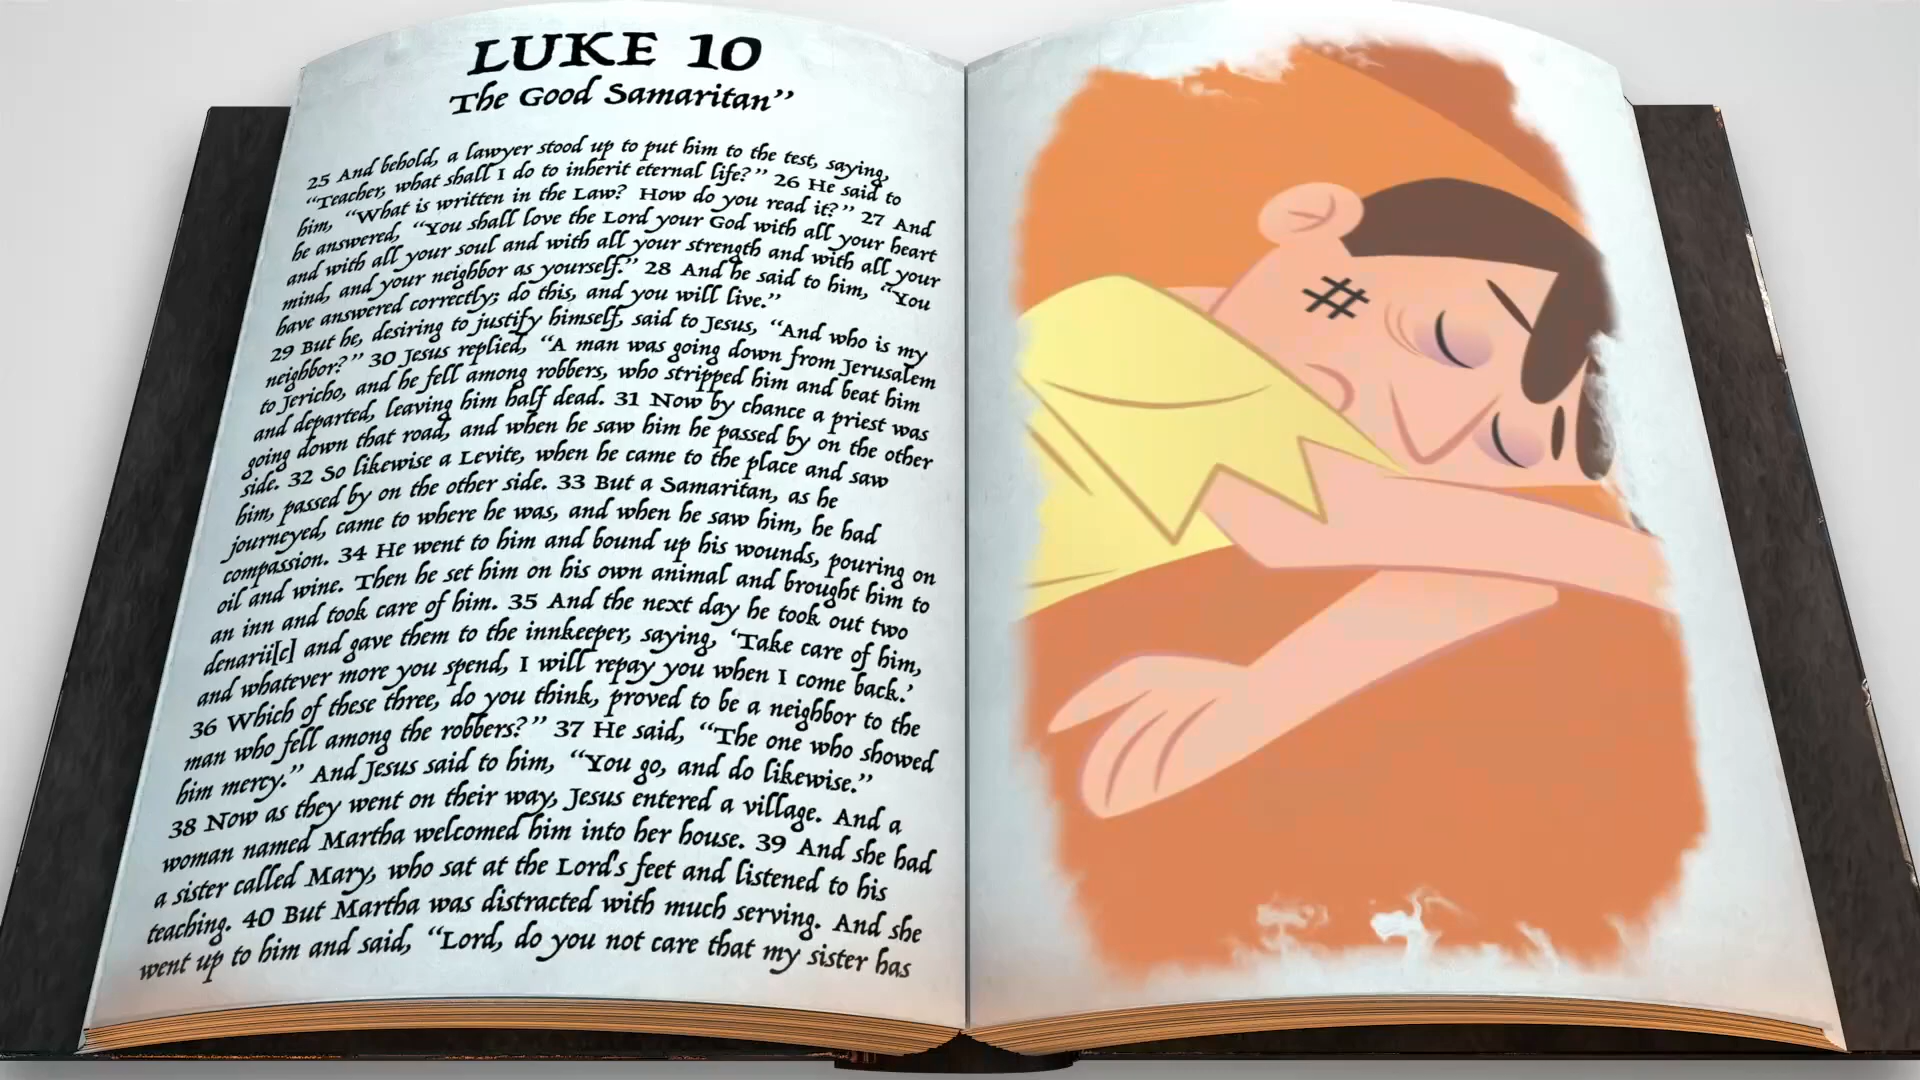 LUKE 10
The Good Samaritan”
25 And behold, a lawyer stood up to put him to the test, saying,
“Teacher, what shall I do to inherit eternal life?” 26 He said to
him, “What is written in the Law? How do you read it?” 27 And
he answered, “You shall love the Lord your God with all your heart
and with all your soul and with all your strength and with all your
mind, and your neighbor as yourself.” 28 And he said to him, “You
have answered correctly; do this, and you will live.”
29 But he, desiring to justify himself, said to Jesus, “And who is my
neighbor?” 30 Jesus replied, “A man was going down from Jerusalem
to Jericho, and he fell among robbers, who stripped him and beat him
and departed, leaving him half dead. 31 Now by chance a priest was
going down that road, and when he saw him he passed by on the other
side. 32 So likewise a Levite, when he came to the place and saw
him, passed by on the other side. 33 But a Samaritan, as he
journeyed, came to where he was, and when he saw him, he had
compassion. 34 He went to him and bound up his wounds, pouring on
oil and wine. Then he set him on his own animal and brought him to
an inn and took care of him. 35 And the next day he took out two
denarii[c] and gave them to the innkeeper, saying, ‘Take care of him,
and whatever more you spend, I will repay you when I come back.’
36 Which of these three, do you think, proved to be a neighbor to the
man who fell among the robbers?” 37 He said, “The one who showed
him mercy.” And Jesus said to him, “You go, and do likewise.”
38 Now as they went on their way, Jesus entered a village. And a
woman named Martha welcomed him into her house. 39 And she had
a sister called Mary, who sat at the Lord's feet and listened to his
teaching. 40 But Martha was distracted with much serving. And she
went up to him and said, “Lord, do you not care that my sister has